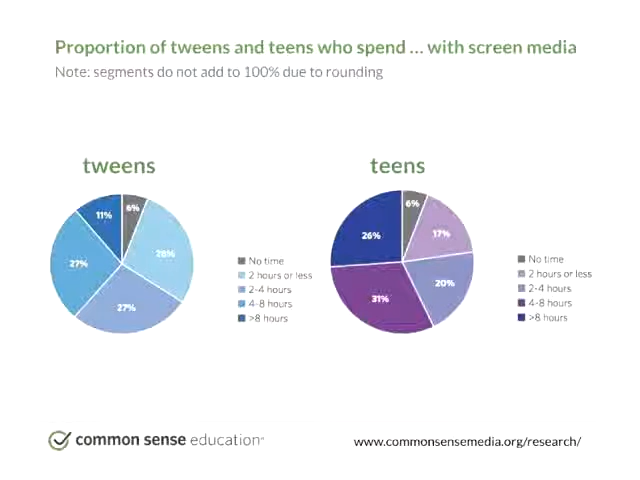 Proportion of tweens and teens who spend ... with screen media
Note: segments do not add to 100% due to rounding
tweens
6%
28%
27%
27%
11%
No time
2 hours or less
2-4 hours
4-8 hours
>8 hours
teens
6%
17%
20%
31%
26%
No time
2 hours or less
2-4 hours
4-8 hours
>8 hours
common sense education
www.commonsensemedia.org/research/